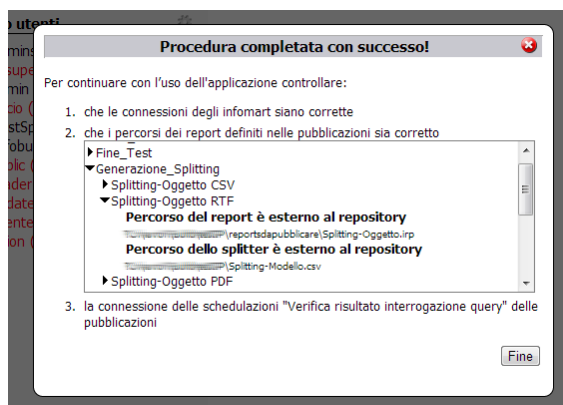 utenti
Procedura completata con successo!
Per continuare con l'uso dell'applicazione controllare:
1. che le connessioni degli infomart siano corrette
2. che i percorsi dei report definiti nelle pubblicazioni sia corretto
Fine_Test
Generazione_Splitting
Splitting-Oggetto CSV
Splitting-Oggetto RTF
Percorso del report è esterno al repository
\reportsdapubblicare\Splitting-Oggetto.irp
Percorso dello splitter è esterno al repository
\Splitting-Modello.csv
Splitting-Oggetto PDF
3. la connessione delle schedulazioni "Verifica risultato interrogazione query" delle
pubblicazioni
Fine